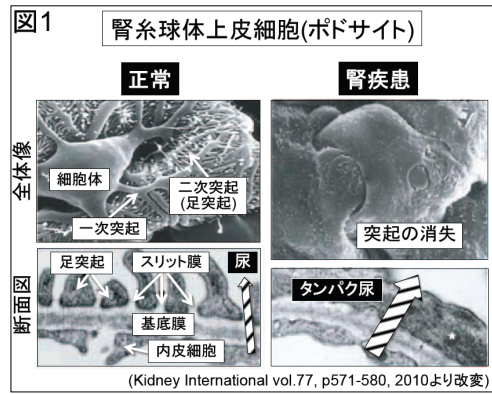 図1
腎糸球体上皮細胞(ポドサイト)
正常
腎疾患
全体像
細胞体
一次突起
二次突起
(足突起)
突起の消失
断面図
足突起
スリット膜
尿
基底膜
内皮細胞
タンパク尿
(Kidney International vol.77, p571-580, 2010より改変)